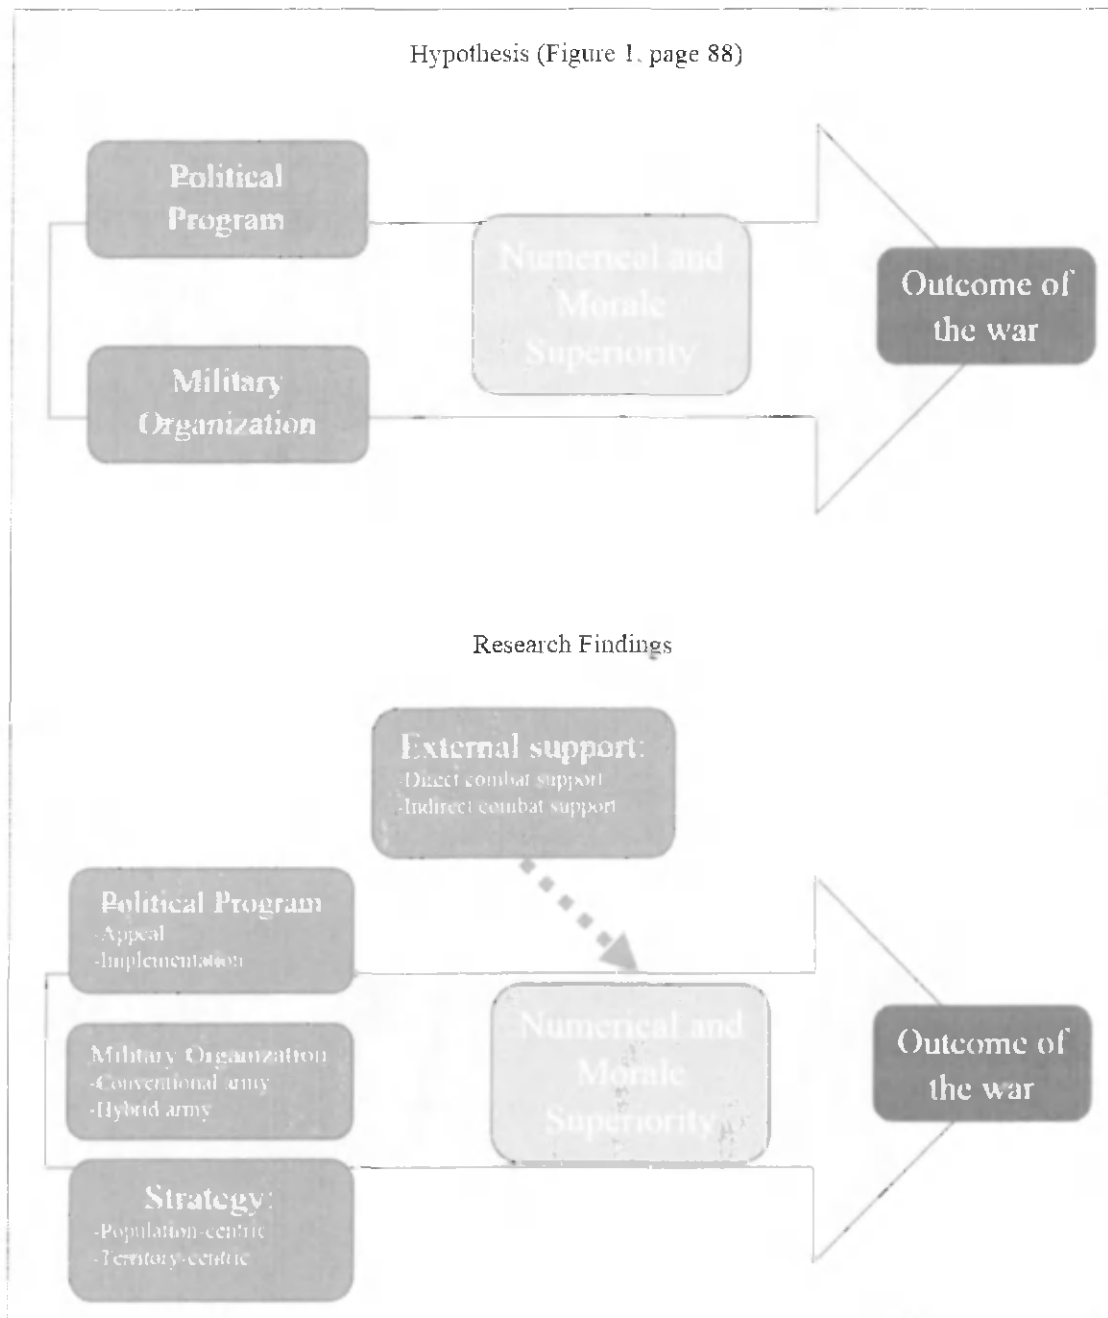 Hypothesis (Figure 1, page 88)
Political
Program
Numerical and
Morale
Superiority
Outcome of
the war
Military
Organization
Research Findings
External support:
-Direct combat support
-Indirect combat support
Political Program
-Appeal
-Implementation
Military Organization
-Conventional army
-Hybrid army
Strategy:
-Population-centric
-Territory-centric
Numerical and
Morale
Superiority
Outcome of
the war